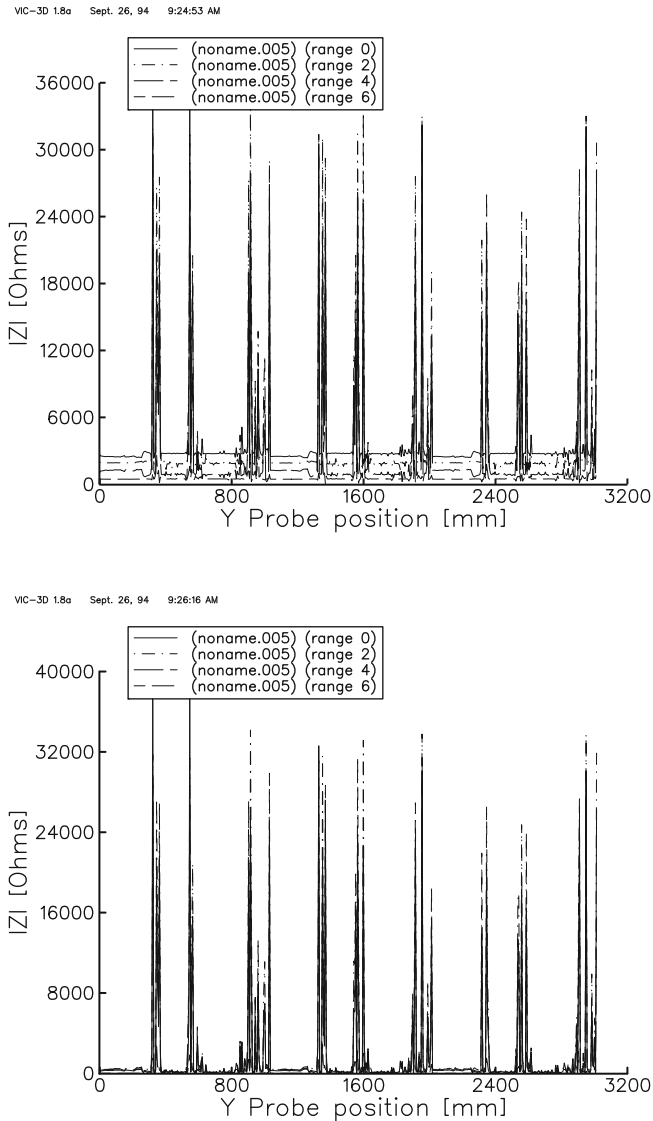 VIC-3D 1.8a Sept. 26, 94 9:24:53 AM
(noname.005) (range 0)
(noname.005) (range 2)
(noname.005) (range 4)
(noname.005) (range 6)
36000
30000
24000
18000
12000
6000
0
|Z| [Ohms]
0 800 1600 2400 3200
Y Probe position [mm]
VIC-3D 1.8a Sept. 26, 94 9:26:16 AM
(noname.005) (range 0)
(noname.005) (range 2)
(noname.005) (range 4)
(noname.005) (range 6)
40000
32000
24000
16000
8000
0
|Z| [Ohms]
0 800 1600 2400 3200
Y Probe position [mm]